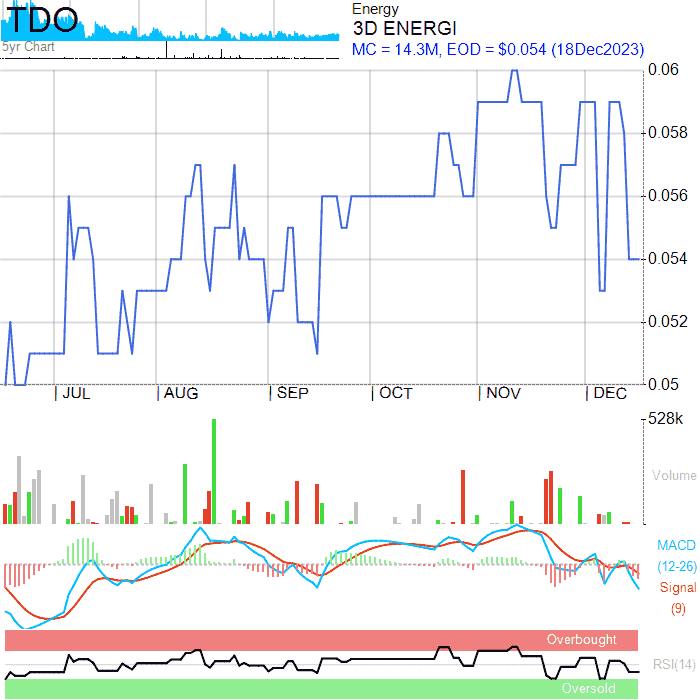 TDO
5yr Chart
Energy
3D ENERGI
MC = 14.3M, EOD = $0.054 (18Dec2023)
0.06
0.058
0.056
0.054
0.052
0.05
JUL AUG SEP OCT NOV DEC
528k
Volume
MACD
(12-26)
Signal
(9)
Overbought
RSI(14)
Oversold